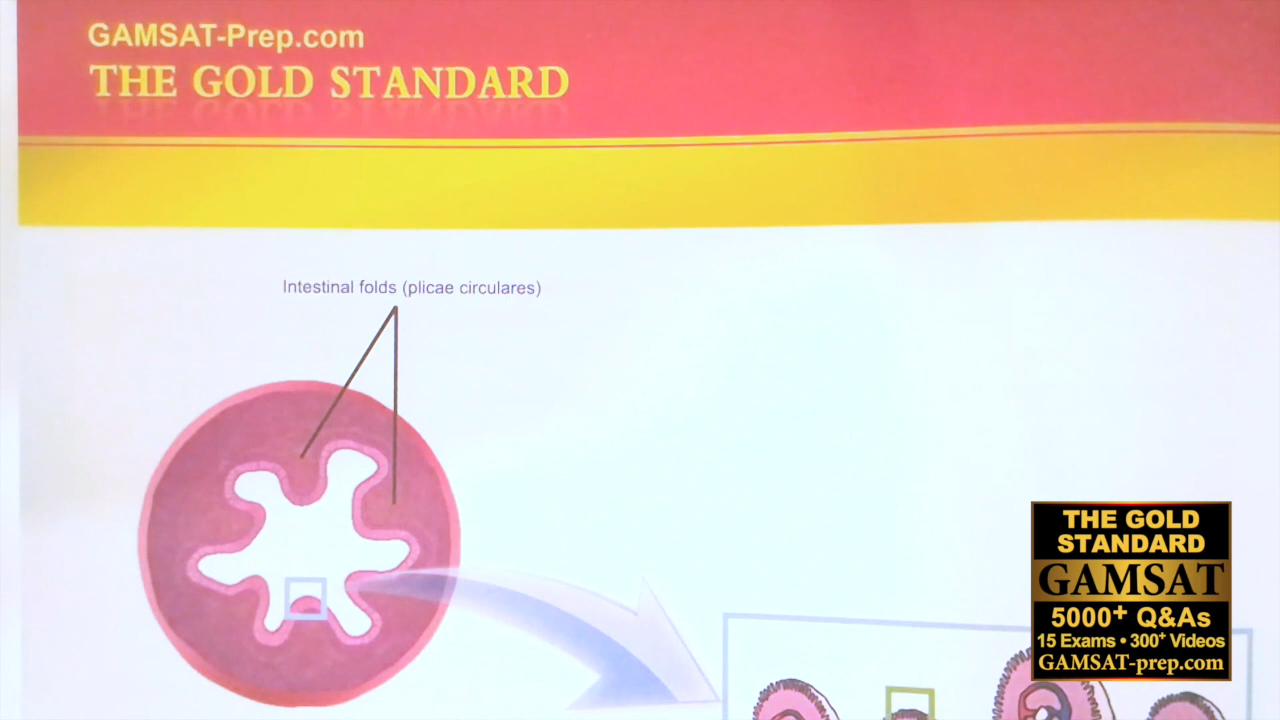 GAMSAT-Prep.com
THE GOLD STANDARD
Intestinal folds (plicae circulares)
THE GOLD
STANDARD
GAMSAT
5000+ Q&As
15 Exams • 300+ Videos
GAMSAT-prep.com